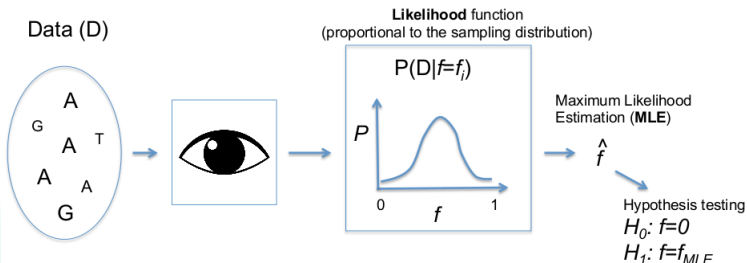 Data (D)
A
G
A
T
A
A
G
Likelihood function
(proportional to the sampling distribution)
P(D|f=fᵢ)
P
0
1
f
Maximum Likelihood
Estimation (MLE)
f̂
Hypothesis testing
H₀: f=0
H₁: f=f_MLE